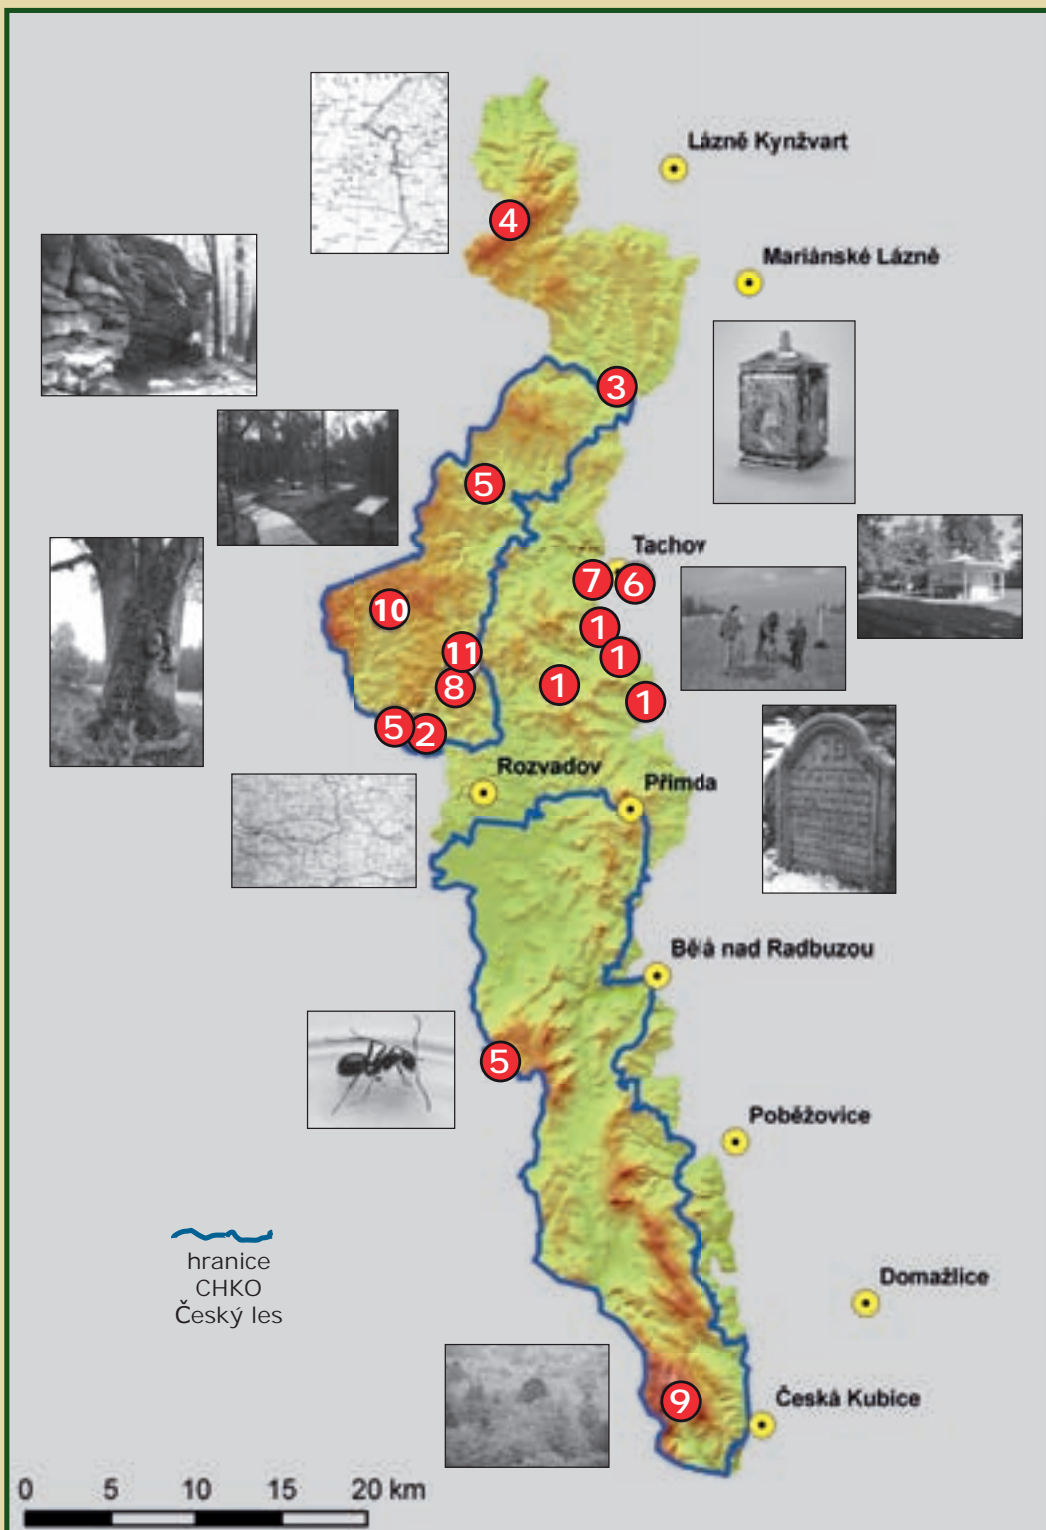 Lázně Kynžvart
4
Mariánské Lázně
3
5
Tachov
7
6
10
1
11
1
8
1
1
5
2
Rozvadov
Přimda
Bělá nad Radbuzou
5
Poběžovice
hranice
CHKO
Český les
Domažlice
9
Česká Kubice
0 5 10 15 20 km